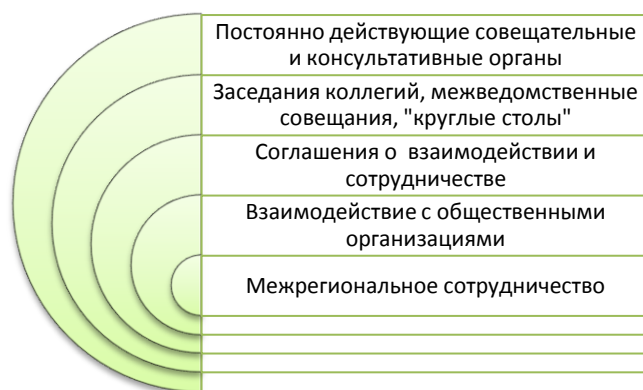 Постоянно действующие совещательные
и консультативные органы
Заседания коллегий, межведомственные
совещания, "круглые столы"
Соглашения о взаимодействии и
сотрудничестве
Взаимодействие с общественными
организациями
Межрегиональное сотрудничество